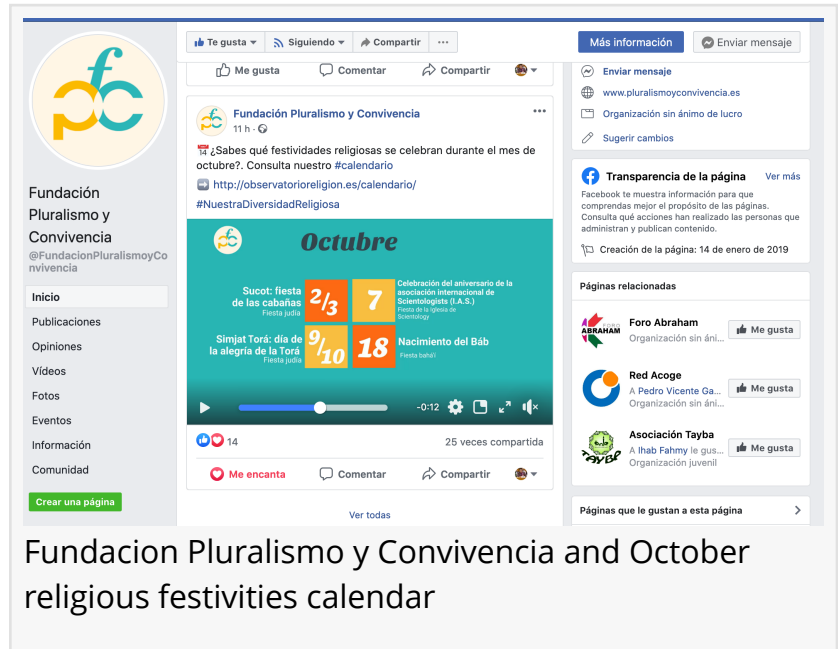 Te gusta
Siguiendo
Compartir
Más información
Enviar mensaje
Me gusta
Comentar
Compartir
Fundación Pluralismo y Convivencia
11 h
¿Sabes qué festividades religiosas se celebran durante el mes de
octubre?. Consulta nuestro #calendario
http://observatorioreligion.es/calendario/
#NuestraDiversidadReligiosa
pfc
Octubre
Sucot: fiesta
de las cabañas
Fiesta judía
2/3
7
Celebración del aniversario de la
asociación internacional de
Scientologists (I.A.S.)
Fiesta de la iglesia de
Scientology
Simjat Torá: día de
la alegría de la Torá
Fiesta judía
9/10
18
Nacimiento del Báb
Fiesta bahá'í
-0:12
14
25 veces compartida
Me encanta
Comentar
Compartir
Ver todas
pfc
Fundación
Pluralismo y
Convivencia
@FundacionPluralismoyCo
nvivencia
Inicio
Publicaciones
Opiniones
Vídeos
Fotos
Eventos
Información
Comunidad
Crear una página
Enviar mensaje
www.pluralismoyconvivencia.es
Organización sin ánimo de lucro
Sugerir cambios
Transparencia de la página
Ver más
Facebook te muestra información para que
comprendas mejor el propósito de las páginas.
Consulta qué acciones han realizado las personas que
administran y publican contenido.
Creación de la página: 14 de enero de 2019
Páginas relacionadas
FORO
ABRAHAM
Foro Abraham
Organización sin áni...
Me gusta
Red Acoge
A Pedro Vicente Ga...
Organización sin áni...
Me gusta
Asociación Tayba
A Ihab Fahmy le gus...
Organización juvenil
Me gusta
Páginas que le gustan a esta página
Fundacion Pluralismo y Convivencia and October
religious festivities calendar